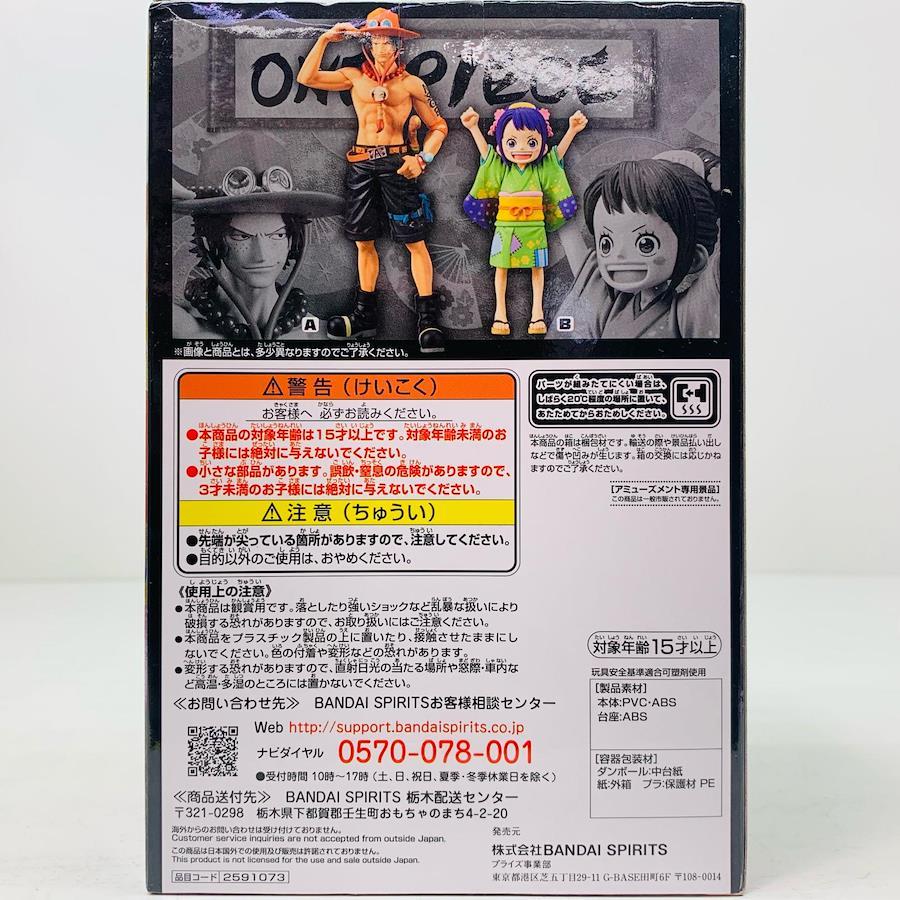 ONE PIECE
A
B
※画像と商品とは、多少異なりますのでご了承ください。
⚠警告（けいこく）
お客様へ 必ずお読みください。
●本商品の対象年齢は15才以上です。対象年齢未満のお
子様には絶対に与えないでください。
●小さな部品があります。誤飲・窒息の危険がありますので、
3才未満のお子様には絶対に与えないでください。
⚠注意（ちゅうい）
●先端が尖っている箇所がありますので、注意してください。
●目的以外のご使用は、おやめください。
パーツが組みたてにくい場合は、
しばらく20℃程度の場所に置いて、
あたためてからおためしください。
本商品の箱は梱包材です。輸送の際や景品払い出し
などで傷や凹みが生じます。箱の交換には応じかね
ますのでご了承ください。
［アミューズメント専用景品］
この商品は一般市販されておりません。
《使用上の注意》
●本商品は観賞用です。落としたり強いショックなど乱暴な扱いにより
破損する恐れがありますので、お取り扱いにはご注意ください。
●本商品をプラスチック製品の上に置いたり、接触させたままにし
ないでください。色の付着や変形などの恐れがあります。
●変形する恐れがありますので、直射日光の当たる場所や窓際・車内な
ど高温・多湿のところには置かないでください。
≪お問い合わせ先≫ BANDAI SPIRITSお客様相談センター
Web http://support.bandaispirits.co.jp
ナビダイヤル 0570-078-001
●受付時間 10時～17時（土、日、祝日、夏季・冬季休業日を除く）
≪商品送付先≫ BANDAI SPIRITS 栃木配送センター
〒321-0298 栃木県下都賀郡壬生町おもちゃのまち4-2-20
海外からのお問い合わせは受け付けておりません。
Customer service inquiries are not accepted from outside Japan.
この商品は日本国外での使用及び販売は許諾されておりません。
This product is not licensed for the use and sale outside Japan.
品目コード 2591073
対象年齢15才以上
玩具安全基準適合可塑剤使用
［製品素材］
本体:PVC・ABS
台座:ABS
［容器包装材］
ダンボール:中台紙
紙:外箱 プラ:保護材 PE
発売元
株式会社BANDAI SPIRITS
プライズ事業部
東京都港区芝五丁目29-11 G-BASE田町6F 〒108-0014